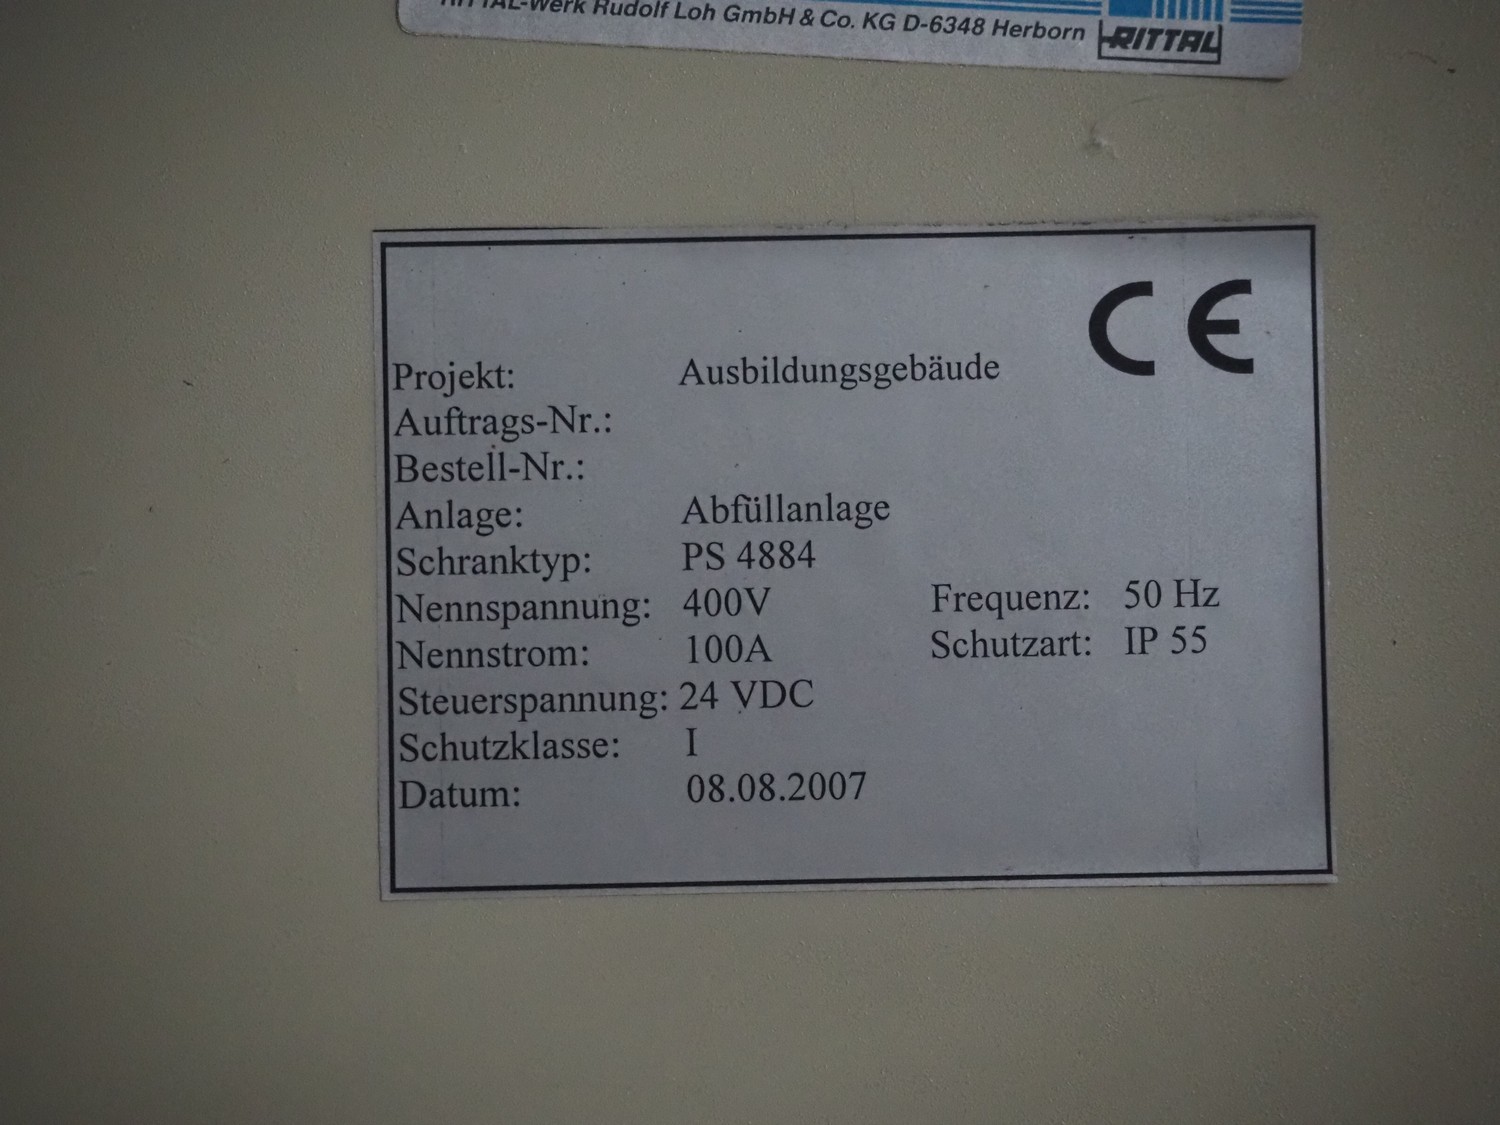 RITTAL-Werk Rudolf Loh GmbH & Co. KG D-6348 Herborn
RITTAL
CE
Projekt: Ausbildungsgebäude
Auftrags-Nr.:
Bestell-Nr.:
Anlage: Abfüllanlage
Schranktyp: PS 4884
Nennspannung: 400V Frequenz: 50 Hz
Nennstrom: 100A Schutzart: IP 55
Steuerspannung: 24 VDC
Schutzklasse: I
Datum: 08.08.2007